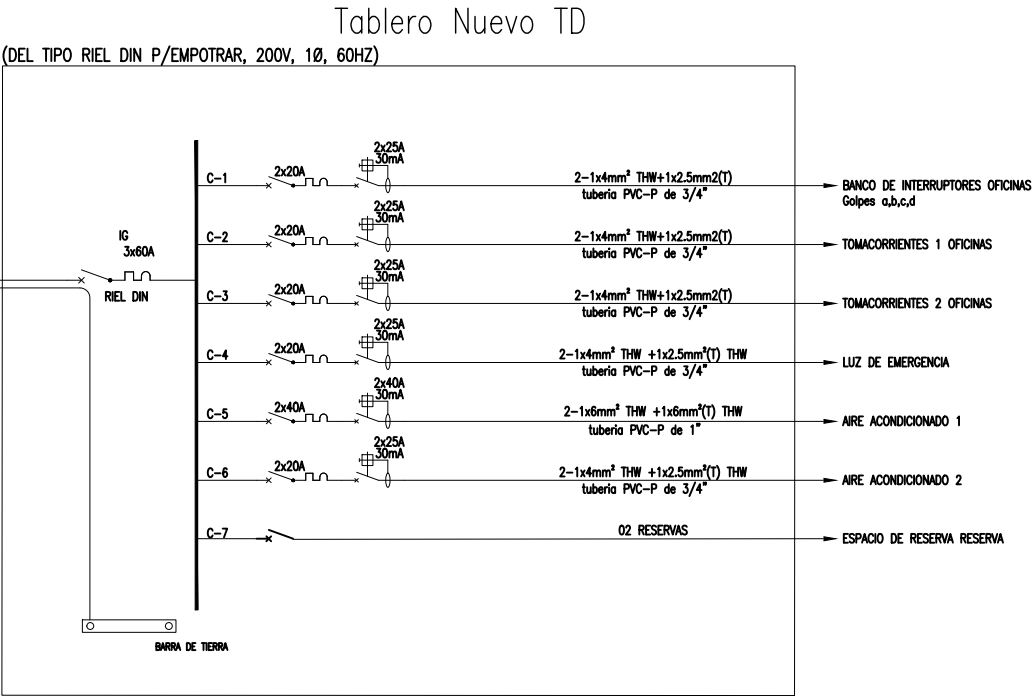 Tablero Nuevo TD
(DEL TIPO RIEL DIN P/EMPOTRAR, 200V, 1Ø, 60HZ)
IG
3x60A
RIEL DIN
C-1
2x20A
2x25A
30mA
2-1x4mm² THW+1x2.5mm2(T)
tuberia PVC-P de 3/4"
BANCO DE INTERRUPTORES OFICINAS
Golpes a,b,c,d
C-2
2x20A
2x25A
30mA
2-1x4mm² THW+1x2.5mm2(T)
tuberia PVC-P de 3/4"
TOMACORRIENTES 1 OFICINAS
C-3
2x20A
2x25A
30mA
2-1x4mm² THW+1x2.5mm2(T)
tuberia PVC-P de 3/4"
TOMACORRIENTES 2 OFICINAS
C-4
2x20A
2x25A
30mA
2-1x4mm² THW +1x2.5mm²(T) THW
tuberia PVC-P de 3/4"
LUZ DE EMERGENCIA
C-5
2x40A
2x40A
30mA
2-1x6mm² THW +1x6mm²(T) THW
tuberia PVC-P de 1"
AIRE ACONDICIONADO 1
C-6
2x20A
2x25A
30mA
2-1x4mm² THW +1x2.5mm²(T) THW
tuberia PVC-P de 3/4"
AIRE ACONDICIONADO 2
C-7
02 RESERVAS
ESPACIO DE RESERVA RESERVA
BARRA DE TIERRA